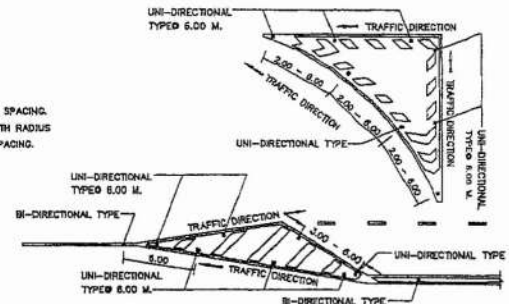 UNI-DIRECTIONAL
TYPE@ 6.00 M.
TRAFFIC DIRECTION
2.00 - 6.00
TRAFFIC DIRECTION
2.00 - 6.00
TRAFFIC DIRECTION
SPACING.
TH RADIUS
PACING.
UNI-DIRECTIONAL TYPE
2.00 - 6.00
UNI-DIRECTIONAL
TYPE@ 6.00 M.
UNI-DIRECTIONAL
TYPE@ 6.00 M.
BI-DIRECTIONAL TYPE
TRAFFIC DIRECTION
2.00 - 6.00
UNI-DIRECTIONAL TYPE
6.00
TRAFFIC DIRECTION
UNI-DIRECTIONAL
TYPE@ 6.00 M.
BI-DIRECTIONAL TYPE